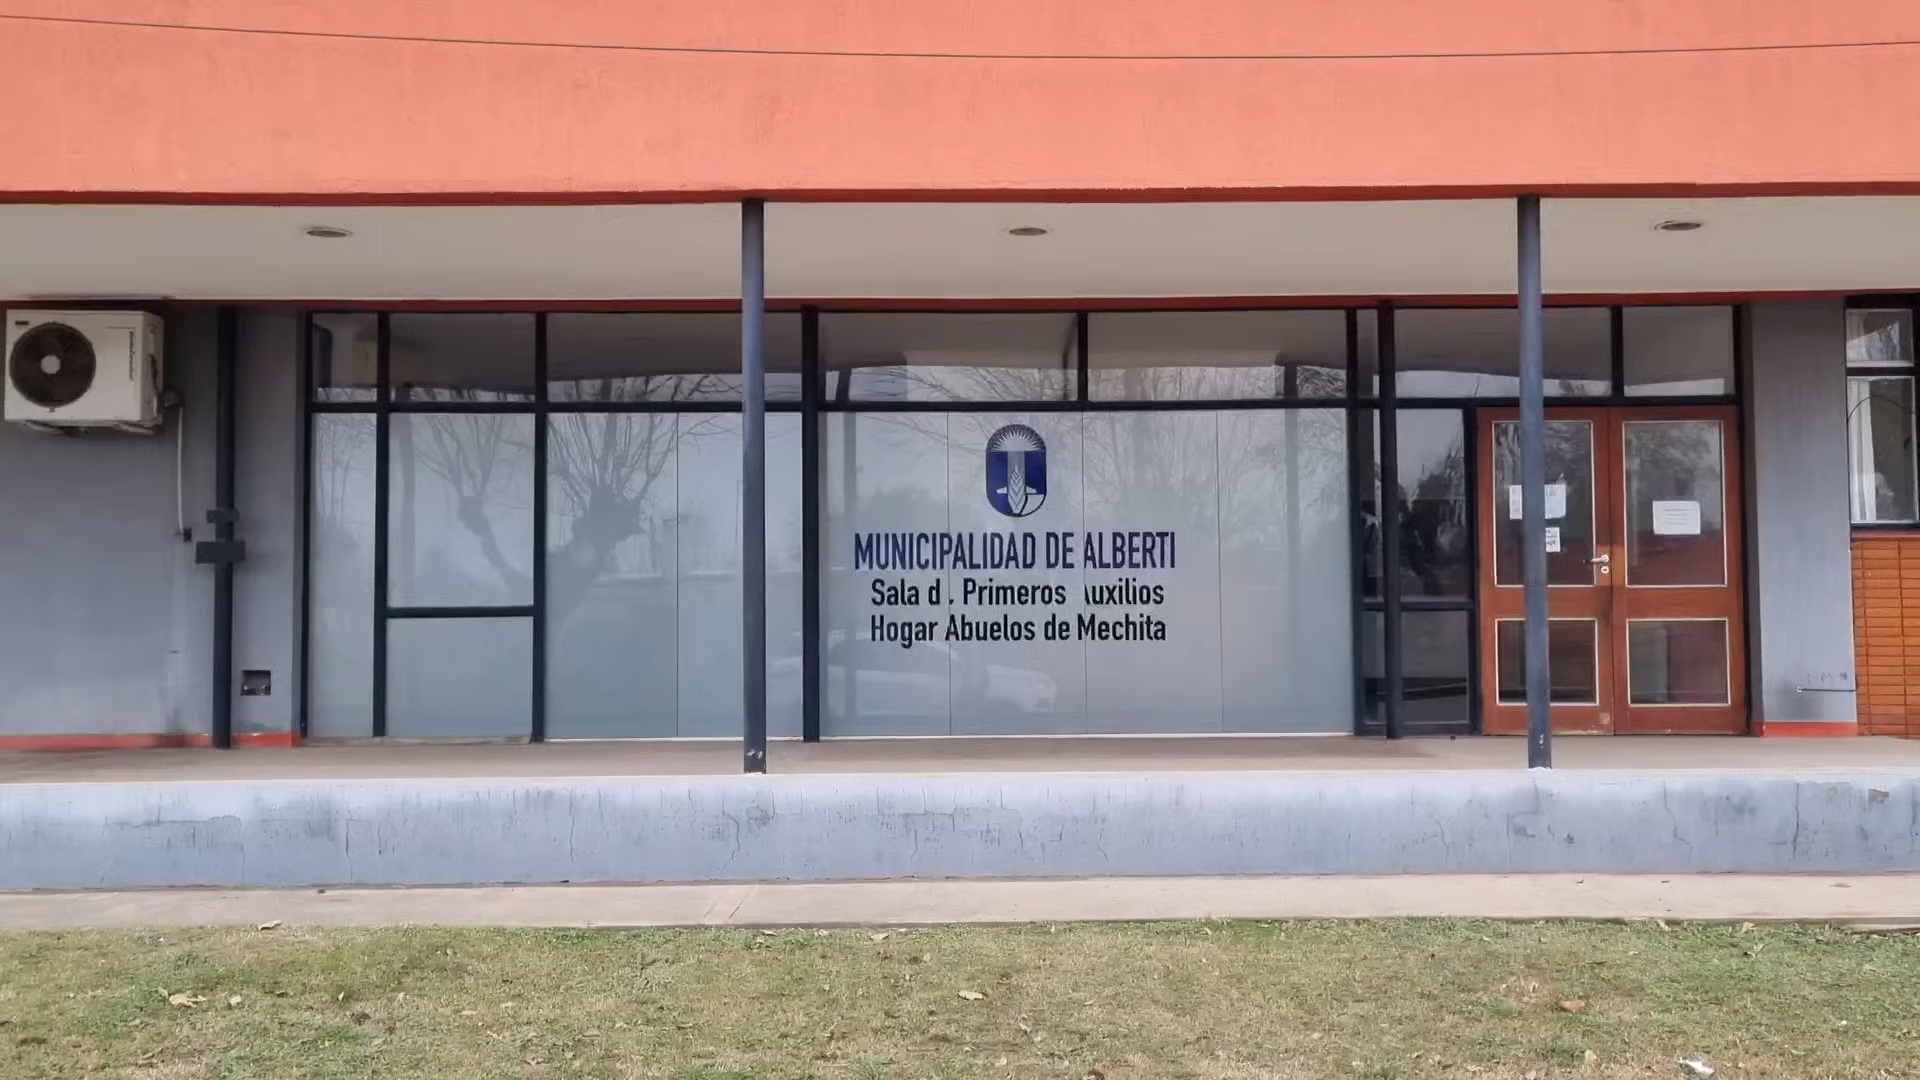 MUNICIPALIDAD DE ALBERTI
Sala d . Primeros uxilios
Hogar Abuelos de Mechita